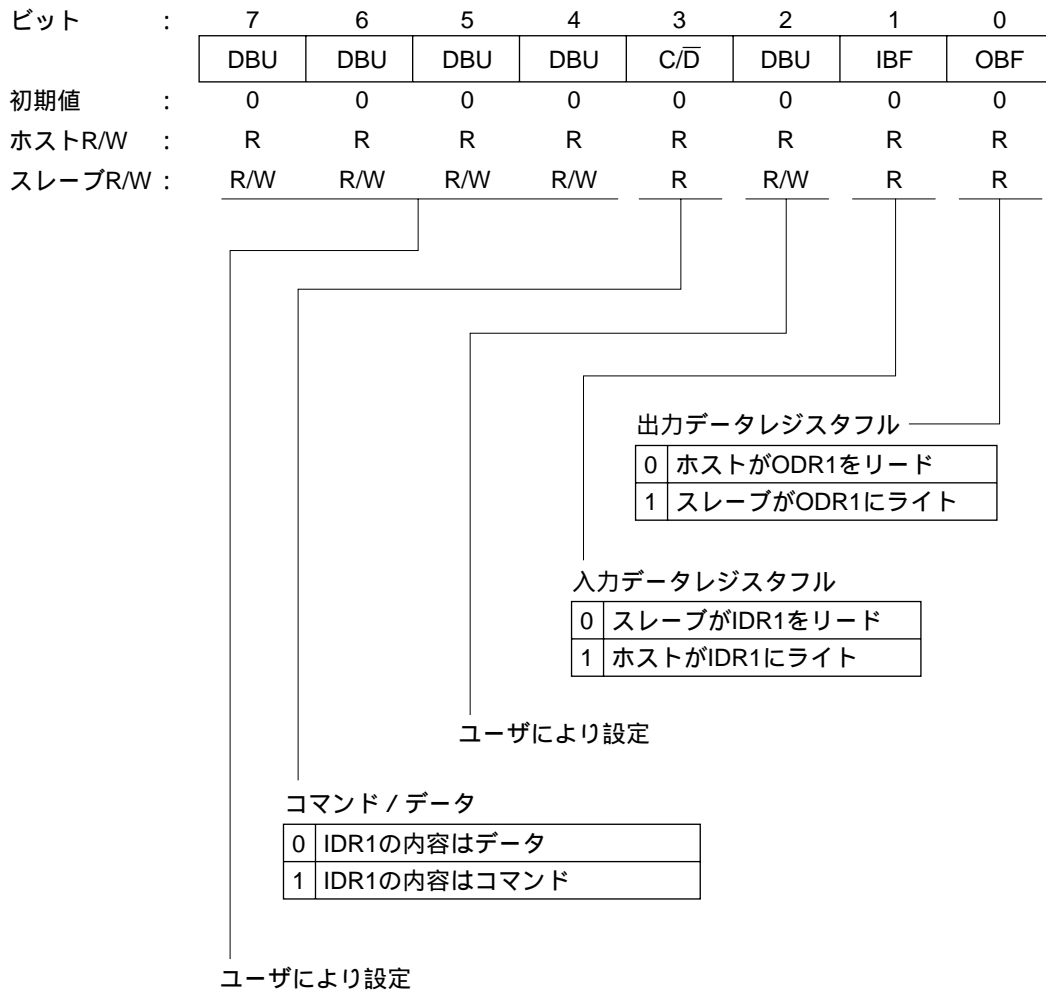 ビット : 7 6 5 4 3 2 1 0
DBU DBU DBU DBU C/D̅ DBU IBF OBF
初期値 : 0 0 0 0 0 0 0 0
ホストR/W : R R R R R R R R
スレーブR/W : R/W R/W R/W R/W R R/W R R
出力データレジスタフル
0 ホストがODR1をリード
1 スレーブがODR1にライト
入力データレジスタフル
0 スレーブがIDR1をリード
1 ホストがIDR1にライト
ユーザにより設定
コマンド / データ
0 IDR1の内容はデータ
1 IDR1の内容はコマンド
ユーザにより設定